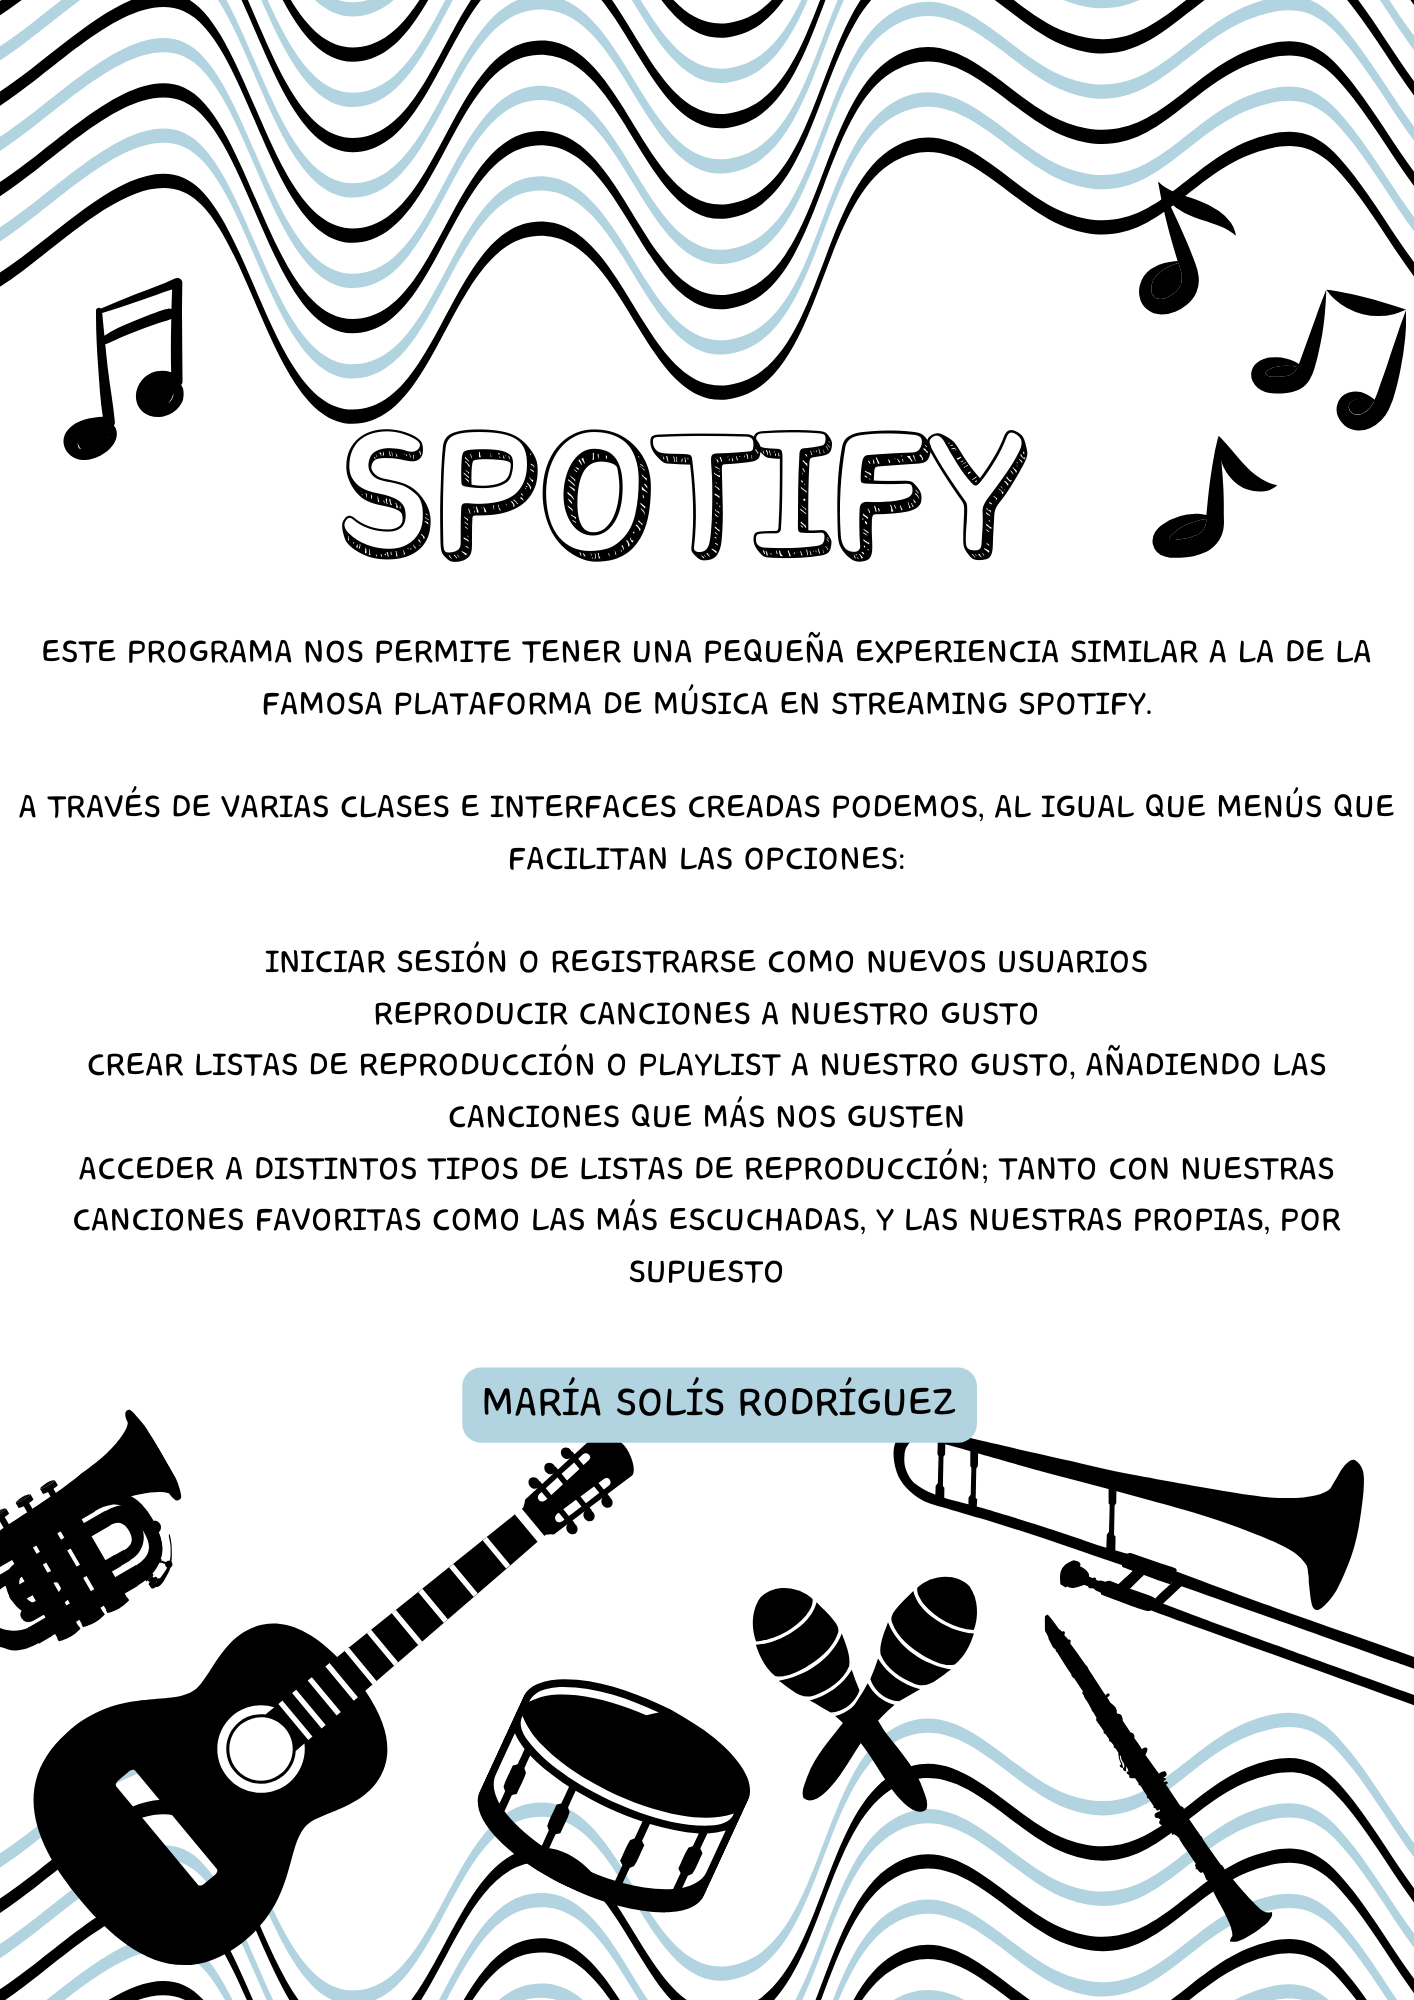 SPOTIFY
ESTE PROGRAMA NOS PERMITE TENER UNA PEQUEÑA EXPERIENCIA SIMILAR A LA DE LA
FAMOSA PLATAFORMA DE MÚSICA EN STREAMING SPOTIFY.
A TRAVÉS DE VARIAS CLASES E INTERFACES CREADAS PODEMOS, AL IGUAL QUE MENÚS QUE
FACILITAN LAS OPCIONES:
INICIAR SESIÓN O REGISTRARSE COMO NUEVOS USUARIOS
REPRODUCIR CANCIONES A NUESTRO GUSTO
CREAR LISTAS DE REPRODUCCIÓN O PLAYLIST A NUESTRO GUSTO, AÑADIENDO LAS
CANCIONES QUE MÁS NOS GUSTEN
ACCEDER A DISTINTOS TIPOS DE LISTAS DE REPRODUCCIÓN; TANTO CON NUESTRAS
CANCIONES FAVORITAS COMO LAS MÁS ESCUCHADAS, Y LAS NUESTRAS PROPIAS, POR
SUPUESTO
MARÍA SOLÍS RODRÍGUEZ